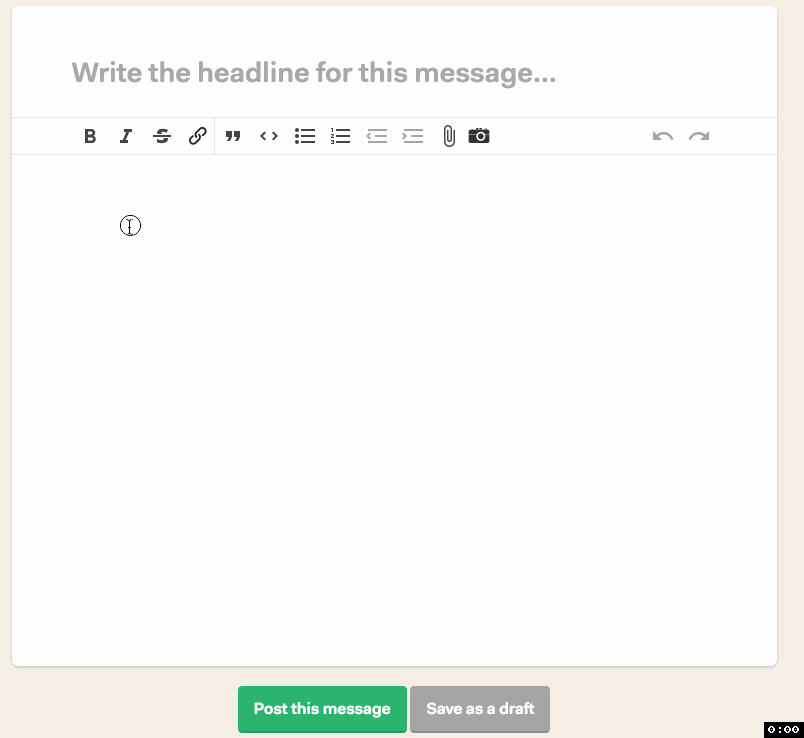 Write the headline for this message...
B I S
Post this message
Save as a draft
0:00